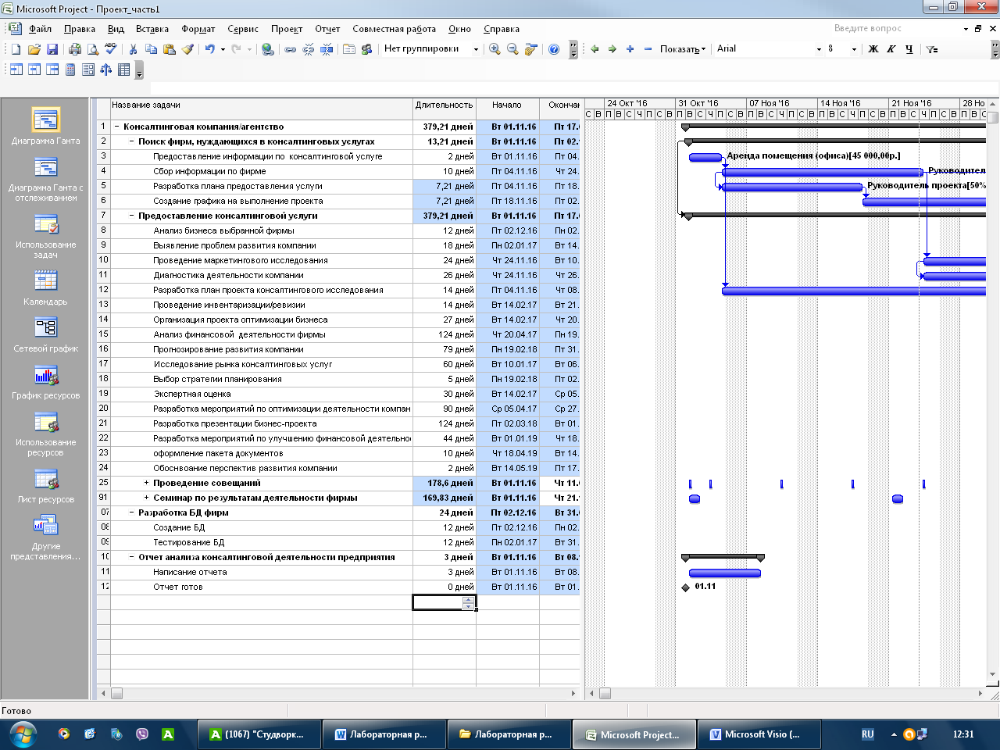 Microsoft Project - Проект_часть1
Файл Правка Вид Вставка Формат Сервис Проект Отчет Совместная работа Окно Справка Введите вопрос
Нет группировки Показать Arial 8 Ж К Ч
Название задачи Длительность Начало Окончан
24 Окт '16 31 Окт '16 07 Ноя '16 14 Ноя '16 21 Ноя '16 28 Ноя
С В П В С Ч П С В П В С Ч П С В П В С Ч П С В П В С Ч П С В П В С Ч П С В П В
1 Консалтинговая компания/агентство 379,21 дней Вт 01.11.16 Пт 17.
2 Поиск фирм, нуждающихся в консалтинговых услугах 13,21 дней Вт 01.11.16 Пт 02.
3 Предоставление информации по консалтинговой услуге 2 дней Вт 01.11.16 Пт 04.
Аренда помещения (офиса)[45 000,00р.]
4 Сбор информации по фирме 10 дней Пт 04.11.16 Чт 24.
Руководител
5 Разработка плана предоставления услуги 7,21 дней Пт 04.11.16 Пт 18.
Руководитель проекта[50%
6 Создание графика на выполнение проекта 7,21 дней Пт 18.11.16 Пт 02.
7 Предоставление консалтинговой услуги 379,21 дней Вт 01.11.16 Пт 17.
8 Анализ бизнеса выбранной фирмы 12 дней Пт 02.12.16 Пн 02.
9 Выявление проблем развития компании 18 дней Пн 02.01.17 Вт 14.
10 Проведение маркетингового исследования 24 дней Чт 24.11.16 Вт 10.
11 Диагностика деятельности компании 26 дней Чт 24.11.16 Чт 26.
12 Разработка план проекта консалтингового исследования 14 дней Пт 04.11.16 Чт 08.
13 Проведение инвентаризации/ревизии 14 дней Вт 14.02.17 Вт 21.
14 Организация проекта оптимизации бизнеса 27 дней Вт 14.02.17 Чт 20.
15 Анализ финансовой деятельности фирмы 124 дней Чт 20.04.17 Пн 19.
16 Прогнозирование развития компании 79 дней Пн 19.02.18 Пт 31.
17 Исследование рынка консалтинговых услуг 60 дней Вт 10.01.17 Вт 06.
18 Выбор стратегии планирования 5 дней Пн 19.02.18 Пт 02.
19 Экспертная оценка 30 дней Вт 14.02.17 Ср 05.
20 Разработка мероприятий по оптимизации деятельности компан 90 дней Ср 05.04.17 Ср 27.
21 Разработка презентации бизнес-проекта 124 дней Пт 02.03.18 Вт 01.
22 Разработка мероприятий по улучшению финансовой деятельно 44 дней Вт 01.01.19 Чт 18.
23 оформление пакета документов 10 дней Чт 18.04.19 Вт 14.
24 Обоснвоание перспектив развития компании 2 дней Вт 14.05.19 Пт 17.
25 Проведение совещаний 178,6 дней Вт 01.11.16 Чт 11.
91 Семинар по результатам деятельности фирмы 169,83 дней Вт 01.11.16 Чт 21.
07 Разработка БД фирм 24 дней Пт 02.12.16 Вт 31.
08 Создание БД 12 дней Пт 02.12.16 Пн 02.
09 Тестирование БД 12 дней Пн 02.01.17 Вт 31.
10 Отчет анализа консалтинговой деятельности предприятия 3 дней Вт 01.11.16 Вт 08.
11 Написание отчета 3 дней Вт 01.11.16 Вт 08.
12 Отчет готов 0 дней Вт 01.11.16 Вт 01.
01.11
Диаграмма Ганта
Диаграмма Ганта с
отслеживанием
Использование
задач
Календарь
Сетевой график
График ресурсов
Использование
ресурсов
Лист ресурсов
Другие
представления...
Готово
(1067) "Студворк... Лабораторная р... Лабораторная р... Microsoft Project... Microsoft Visio (... RU 12:31